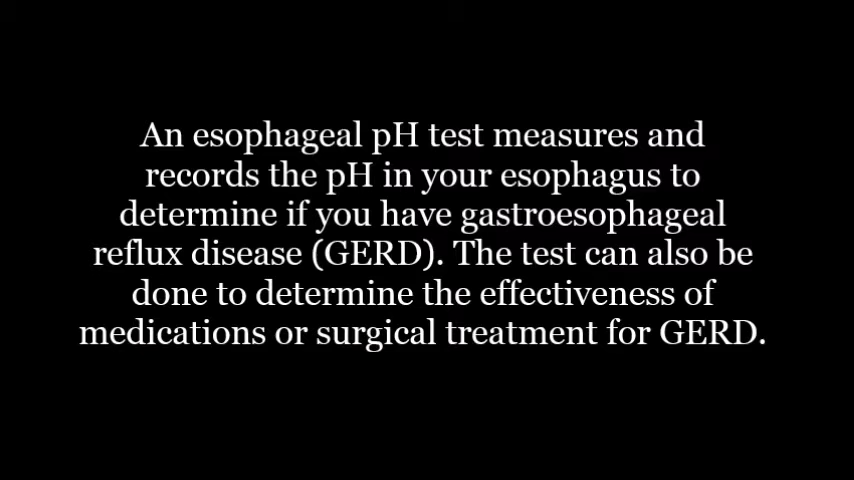 An esophageal pH test measures and
records the pH in your esophagus to
determine if you have gastroesophageal
reflux disease (GERD). The test can also be
done to determine the effectiveness of
medications or surgical treatment for GERD.